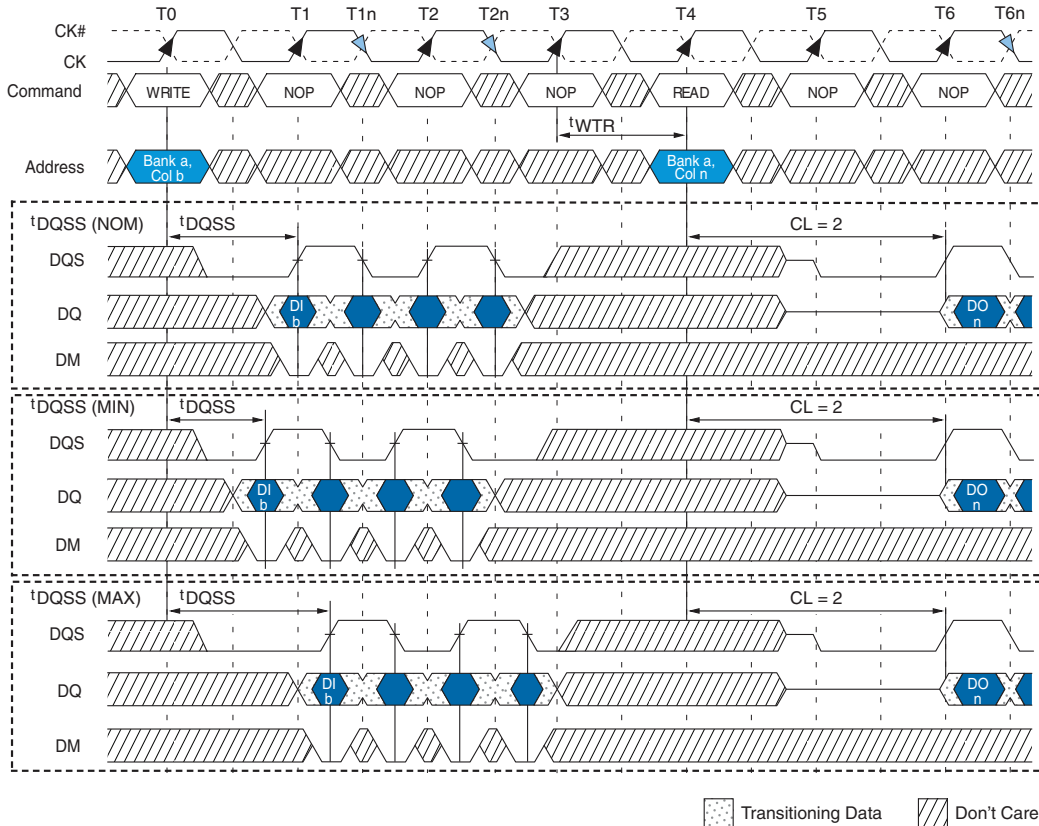 T0 T1 T1n T2 T2n T3 T4 T5 T6 T6n
CK#
CK
Command WRITE NOP NOP NOP READ NOP NOP
tWTR
Address Bank a, Col b Bank a, Col n
tDQSS (NOM) tDQSS CL = 2
DQS
DQ DI b DO n
DM
tDQSS (MIN) tDQSS CL = 2
DQS
DQ DI b DO n
DM
tDQSS (MAX) tDQSS CL = 2
DQS
DQ DI b DO n
DM
Transitioning Data Don't Care